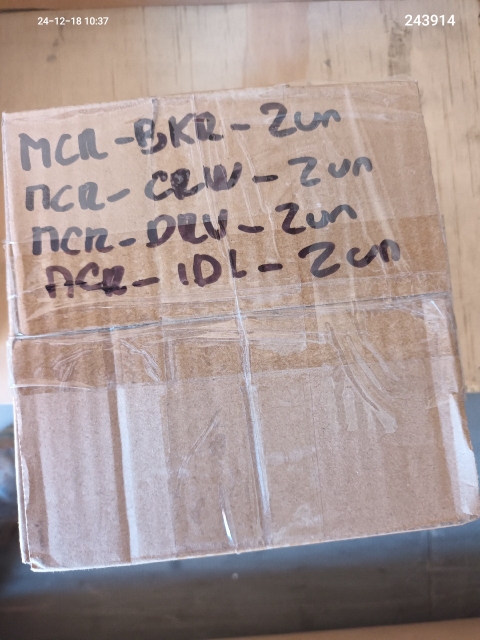 24-12-18 10:37
243914
MCR-BKR-2un
MCR-CRW-2un
MCR-DRV-2un
MCR-IDL-2un